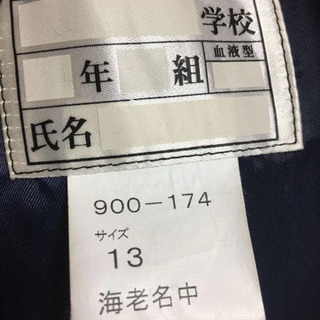 学校
年 組 血液型
氏名
900-174
サイズ
13
海老名中